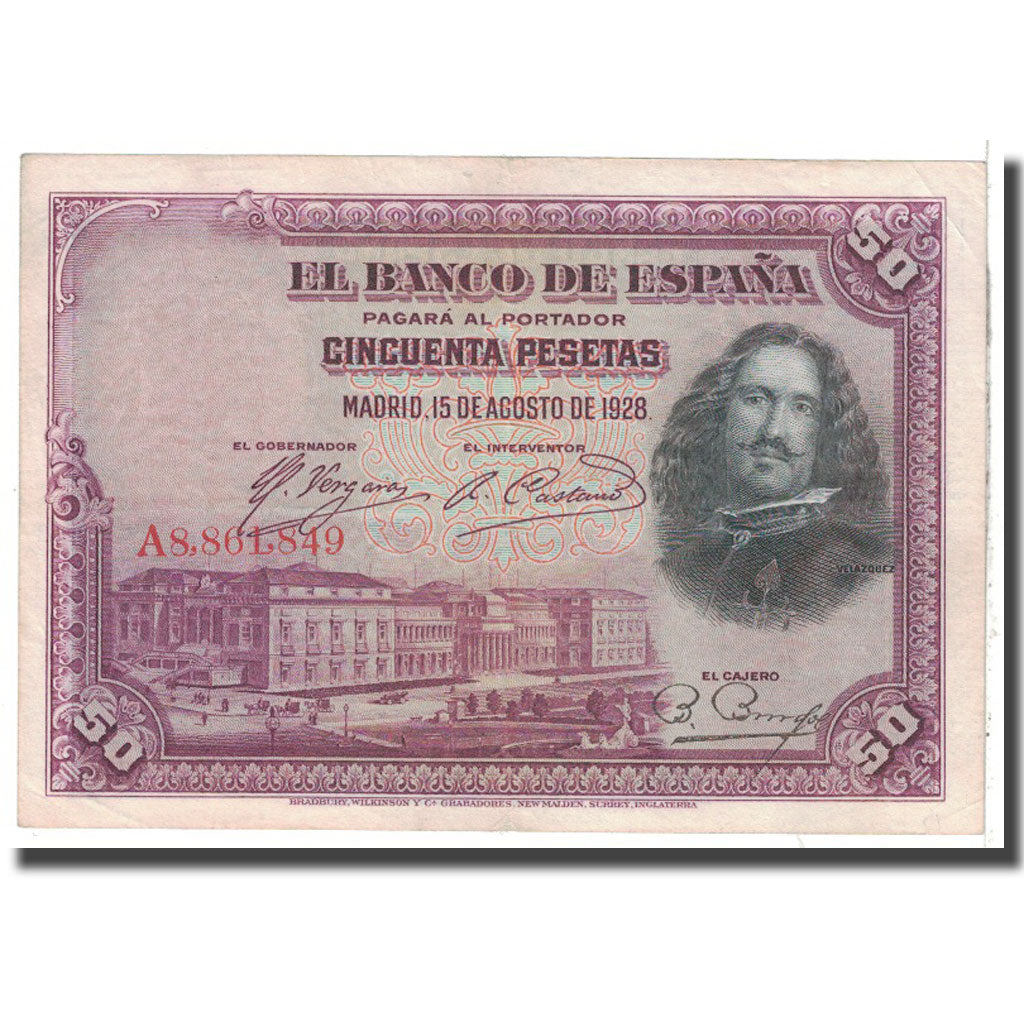 50
EL BANCO DE ESPAÑA
PAGARÁ AL PORTADOR
CINCUENTA PESETAS
MADRID, 15 DE AGOSTO DE 1928.
EL GOBERNADOR EL INTERVENTOR
A8,861,849
VELAZQUEZ
EL CAJERO
50
50
BRADBURY, WILKINSON Y Cª GRABADORES, NEW MALDEN, SURREY, INGLATERRA